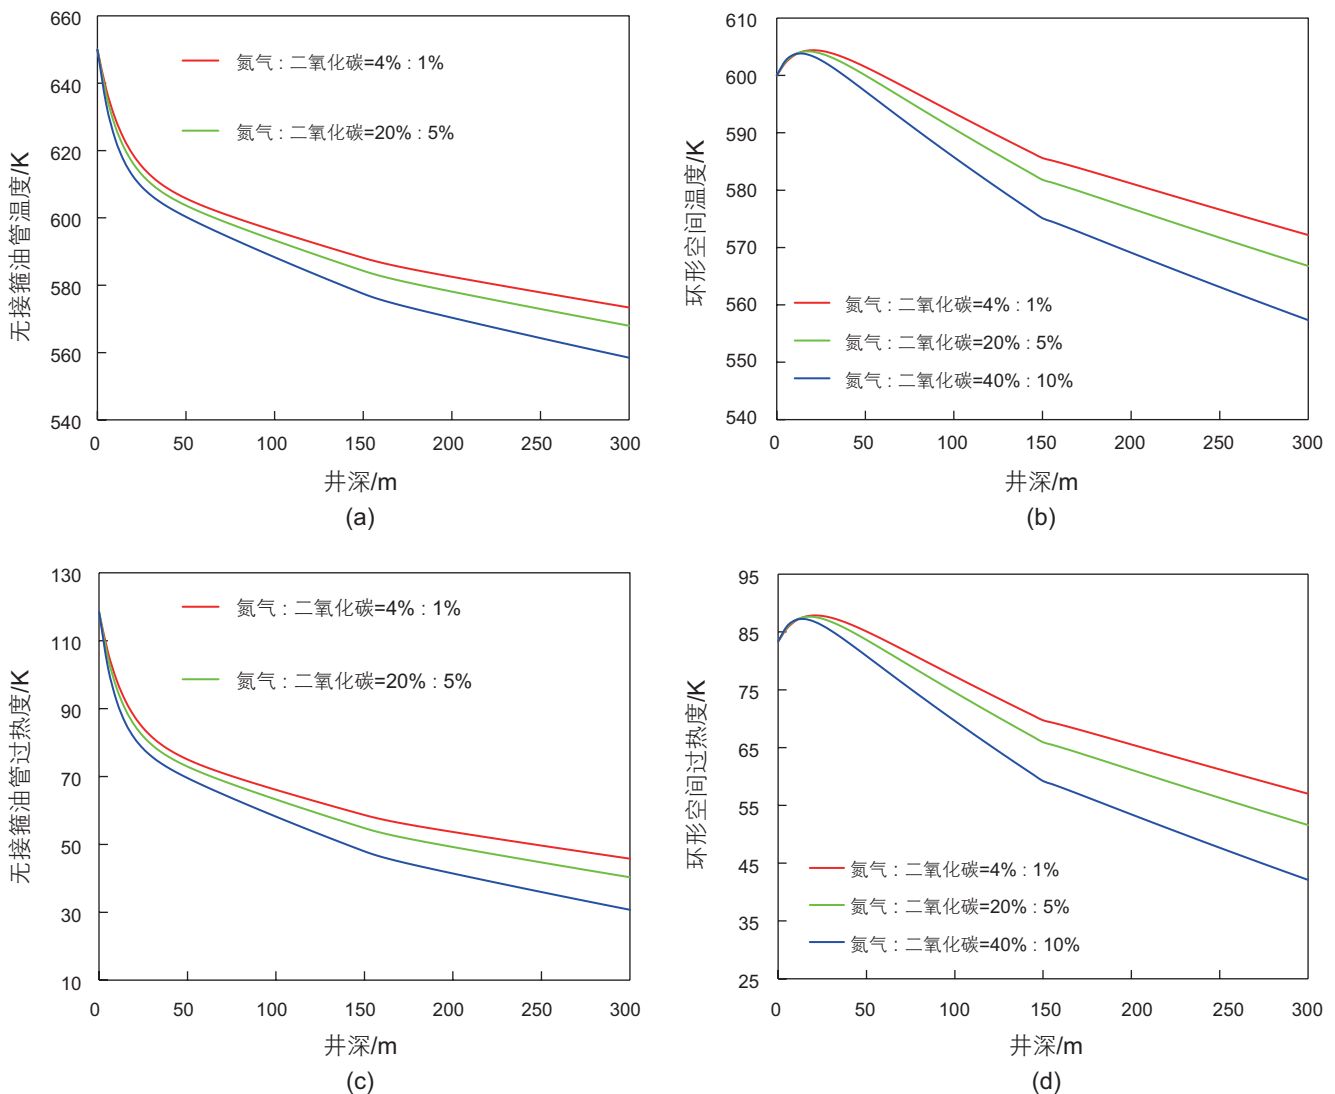 660
640
620
600
580
560
540
无接箍油管温度/K
氮气 : 二氧化碳=4% : 1%
氮气 : 二氧化碳=20% : 5%
0
50
100
150
200
250
300
井深/m
(a)
610
600
590
580
570
560
550
540
环形空间温度/K
氮气 : 二氧化碳=4% : 1%
氮气 : 二氧化碳=20% : 5%
氮气 : 二氧化碳=40% : 10%
0
50
100
150
200
250
300
井深/m
(b)
130
110
90
70
50
30
10
无接箍油管过热度/K
氮气 : 二氧化碳=4% : 1%
氮气 : 二氧化碳=20% : 5%
0
50
100
150
200
250
300
井深/m
(c)
95
85
75
65
55
45
35
25
环形空间过热度/K
氮气 : 二氧化碳=4% : 1%
氮气 : 二氧化碳=20% : 5%
氮气 : 二氧化碳=40% : 10%
0
50
100
150
200
250
300
井深/m
(d)